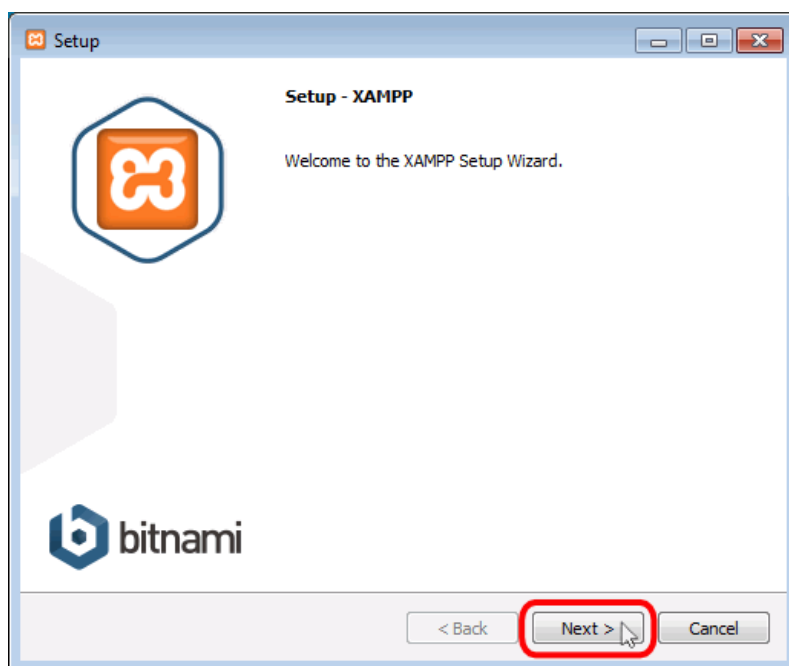 Setup
Setup - XAMPP
Welcome to the XAMPP Setup Wizard.
bitnami
< Back
Next >
Cancel